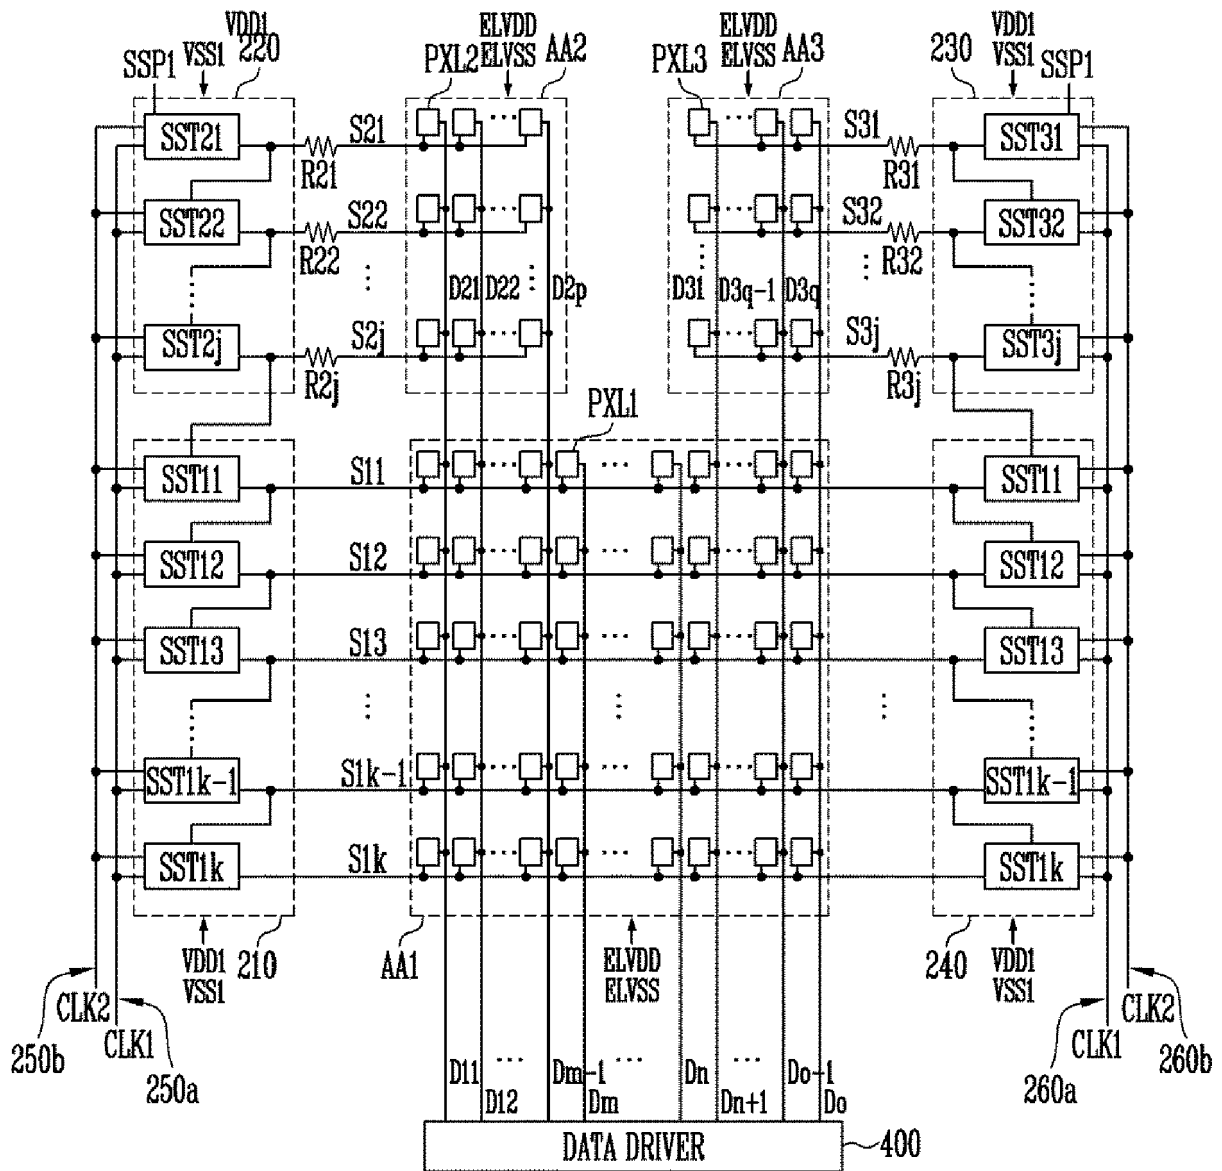 VDD1
VSS1
220
SSP1
PXL2
ELVDD
ELVSS
AA2
PXL3
ELVDD
ELVSS
AA3
230
VDD1
VSS1
SSP1
SST21
R21
S21
...
...
S31
R31
SST31
SST22
R22
S22
...
...
S32
R32
SST32
D21
D22
D2p
D31
D3q-1
D3q
SST2j
R2j
S2j
...
...
S3j
R3j
SST3j
PXL1
SST11
S11
...
...
...
SST11
SST12
S12
...
...
...
SST12
SST13
S13
...
...
...
SST13
SST1k-1
S1k-1
...
...
...
SST1k-1
SST1k
S1k
...
...
...
SST1k
VDD1
VSS1
210
AA1
ELVDD
ELVSS
240
VDD1
VSS1
CLK2
CLK1
250b
250a
CLK1
CLK2
260a
260b
D11
D12
...
Dm-1
Dm
...
Dn
Dn+1
...
Do-1
Do
DATA DRIVER
400